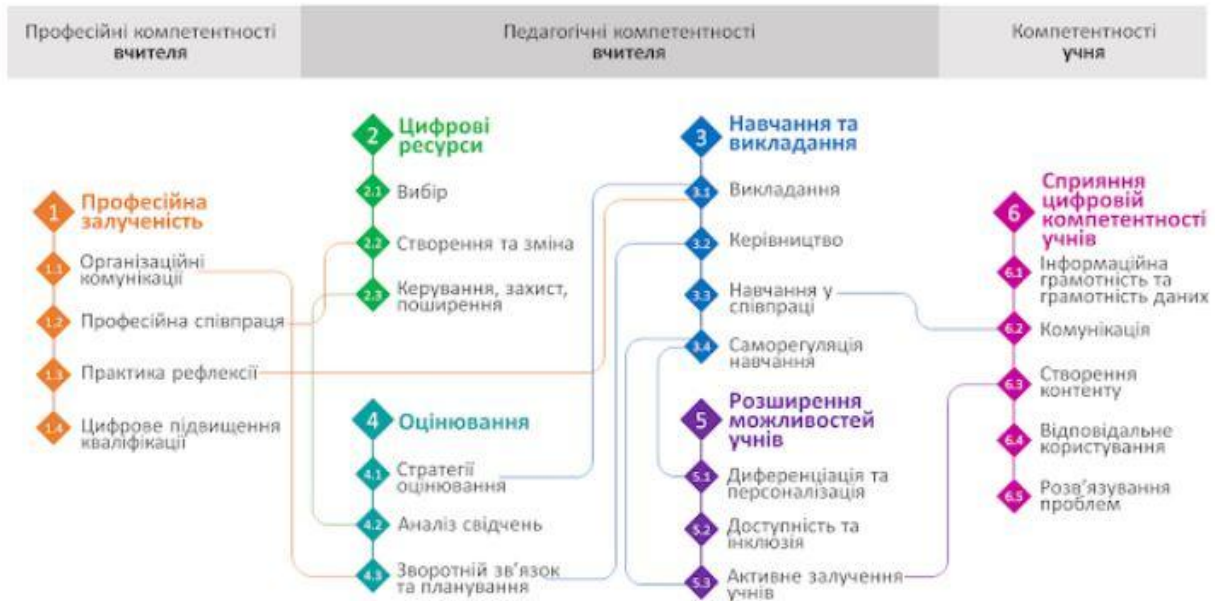 Професійні компетентності
вчителя
Педагогічні компетентності
вчителя
Компетентності
учня
1
Професійна
залученість
1.1
Організаційні
комунікації
1.2
Професійна співпраця
1.3
Практика рефлексії
1.4
Цифрове підвищення
кваліфікації
2
Цифрові
ресурси
2.1
Вибір
2.2
Створення та зміна
2.3
Керування, захист,
поширення
4
Оцінювання
4.1
Стратегії
оцінювання
4.2
Аналіз свідчень
4.3
Зворотній зв'язок
та планування
3
Навчання та
викладання
3.1
Викладання
3.2
Керівництво
3.3
Навчання у
співпраці
3.4
Саморегуляція
навчання
5
Розширення
можливостей
учнів
5.1
Диференціація та
персоналізація
5.2
Доступність та
інклюзія
5.3
Активне залучення
учнів
6
Сприяння
цифровій
компетентності
учнів
6.1
Інформаційна
грамотність та
грамотність даних
6.2
Комунікація
6.3
Створення
контенту
6.4
Відповідальне
користування
6.5
Розв'язування
проблем